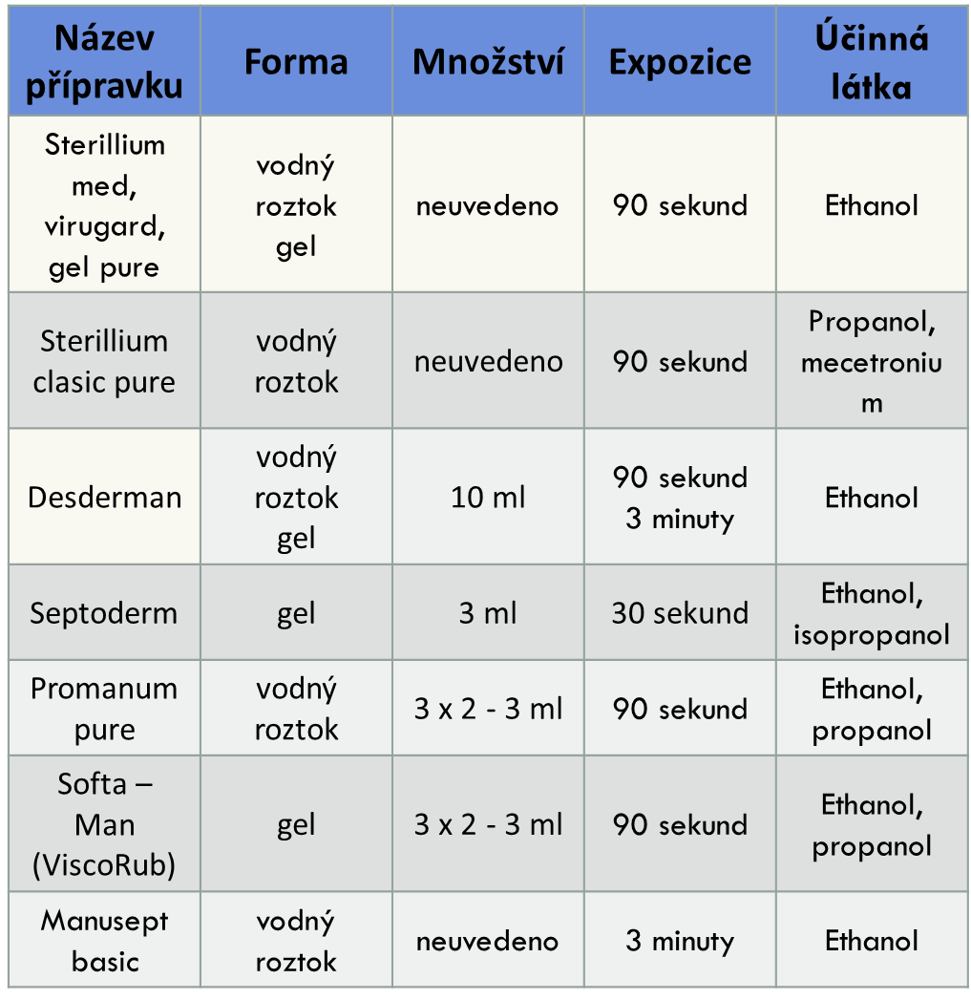 Název
přípravku
Forma
Množství
Expozice
Účinná
látka
Sterillium
med,
virugard,
gel pure
vodný
roztok
gel
neuvedeno
90 sekund
Ethanol
Sterillium
clasic pure
vodný
roztok
neuvedeno
90 sekund
Propanol,
mecetroniu
m
Desderman
vodný
roztok
gel
10 ml
90 sekund
3 minuty
Ethanol
Septoderm
gel
3 ml
30 sekund
Ethanol,
isopropanol
Promanum
pure
vodný
roztok
3 x 2 - 3 ml
90 sekund
Ethanol,
propanol
Softa –
Man
(ViscoRub)
gel
3 x 2 - 3 ml
90 sekund
Ethanol,
propanol
Manusept
basic
vodný
roztok
neuvedeno
3 minuty
Ethanol